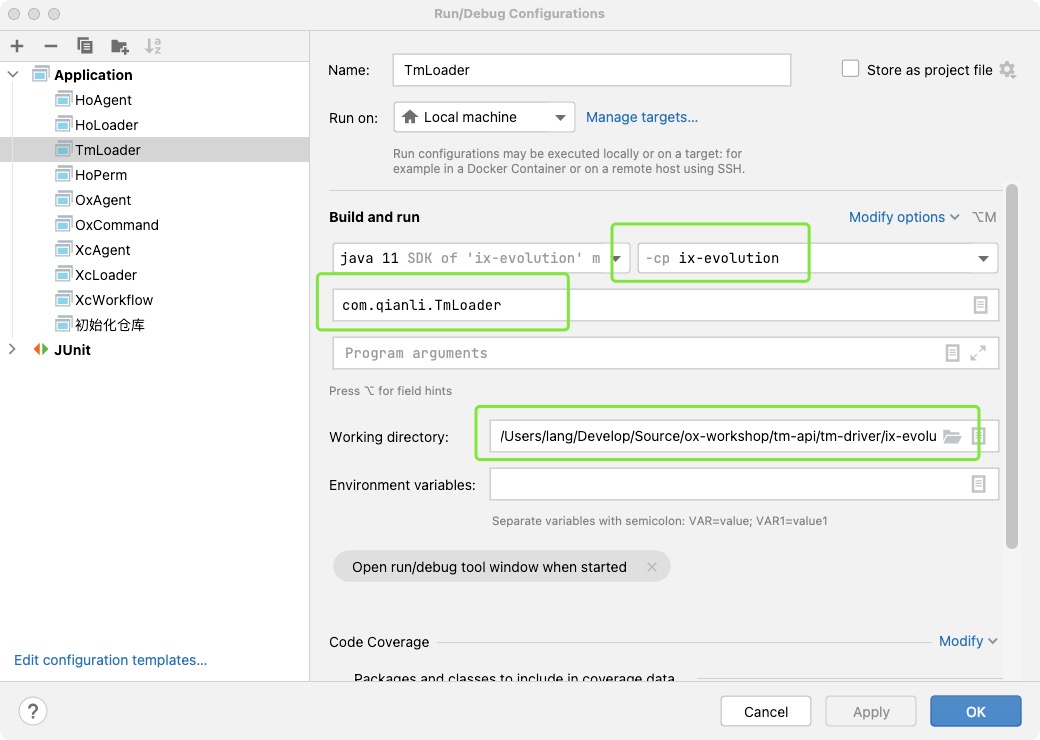 Run/Debug Configurations
Application
HoAgent
HoLoader
TmLoader
HoPerm
OxAgent
OxCommand
XcAgent
XcLoader
XcWorkflow
初始化仓库
JUnit
Edit configuration templates...
Name: TmLoader Store as project file
Run on: Local machine Manage targets...
Run configurations may be executed locally or on a target: for
example in a Docker Container or on a remote host using SSH.
Build and run Modify options ⌥M
java 11 SDK of 'ix-evolution' m -cp ix-evolution
com.qianli.TmLoader
Program arguments
Press ⌥ for field hints
Working directory: /Users/lang/Develop/Source/ox-workshop/tm-api/tm-driver/ix-evolu
Environment variables:
Separate variables with semicolon: VAR=value; VAR1=value1
Open run/debug tool window when started
Code Coverage Modify
Packages and classes to include in coverage data
? Cancel Apply OK